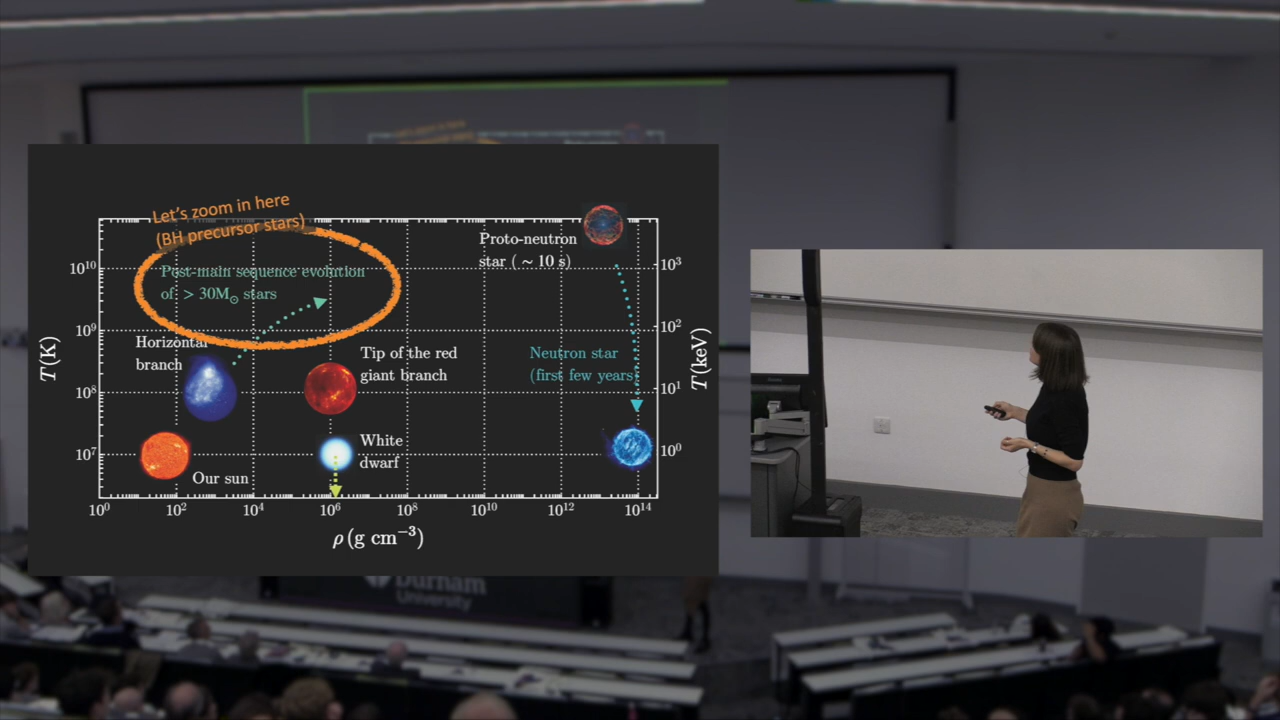 Let's zoom in here
(BH precursor stars)
Post-main sequence evolution
of > 30M⊙ stars
Proto-neutron
star ( ~ 10 s)
Horizontal
branch
Tip of the red
giant branch
Neutron star
(first few years)
White
dwarf
Our sun
T(K)
10¹⁰
10⁹
10⁸
10⁷
T(keV)
10³
10²
10¹
10⁰
10⁰ 10² 10⁴ 10⁶ 10⁸ 10¹⁰ 10¹² 10¹⁴
ρ(g cm⁻³)
Durham
University